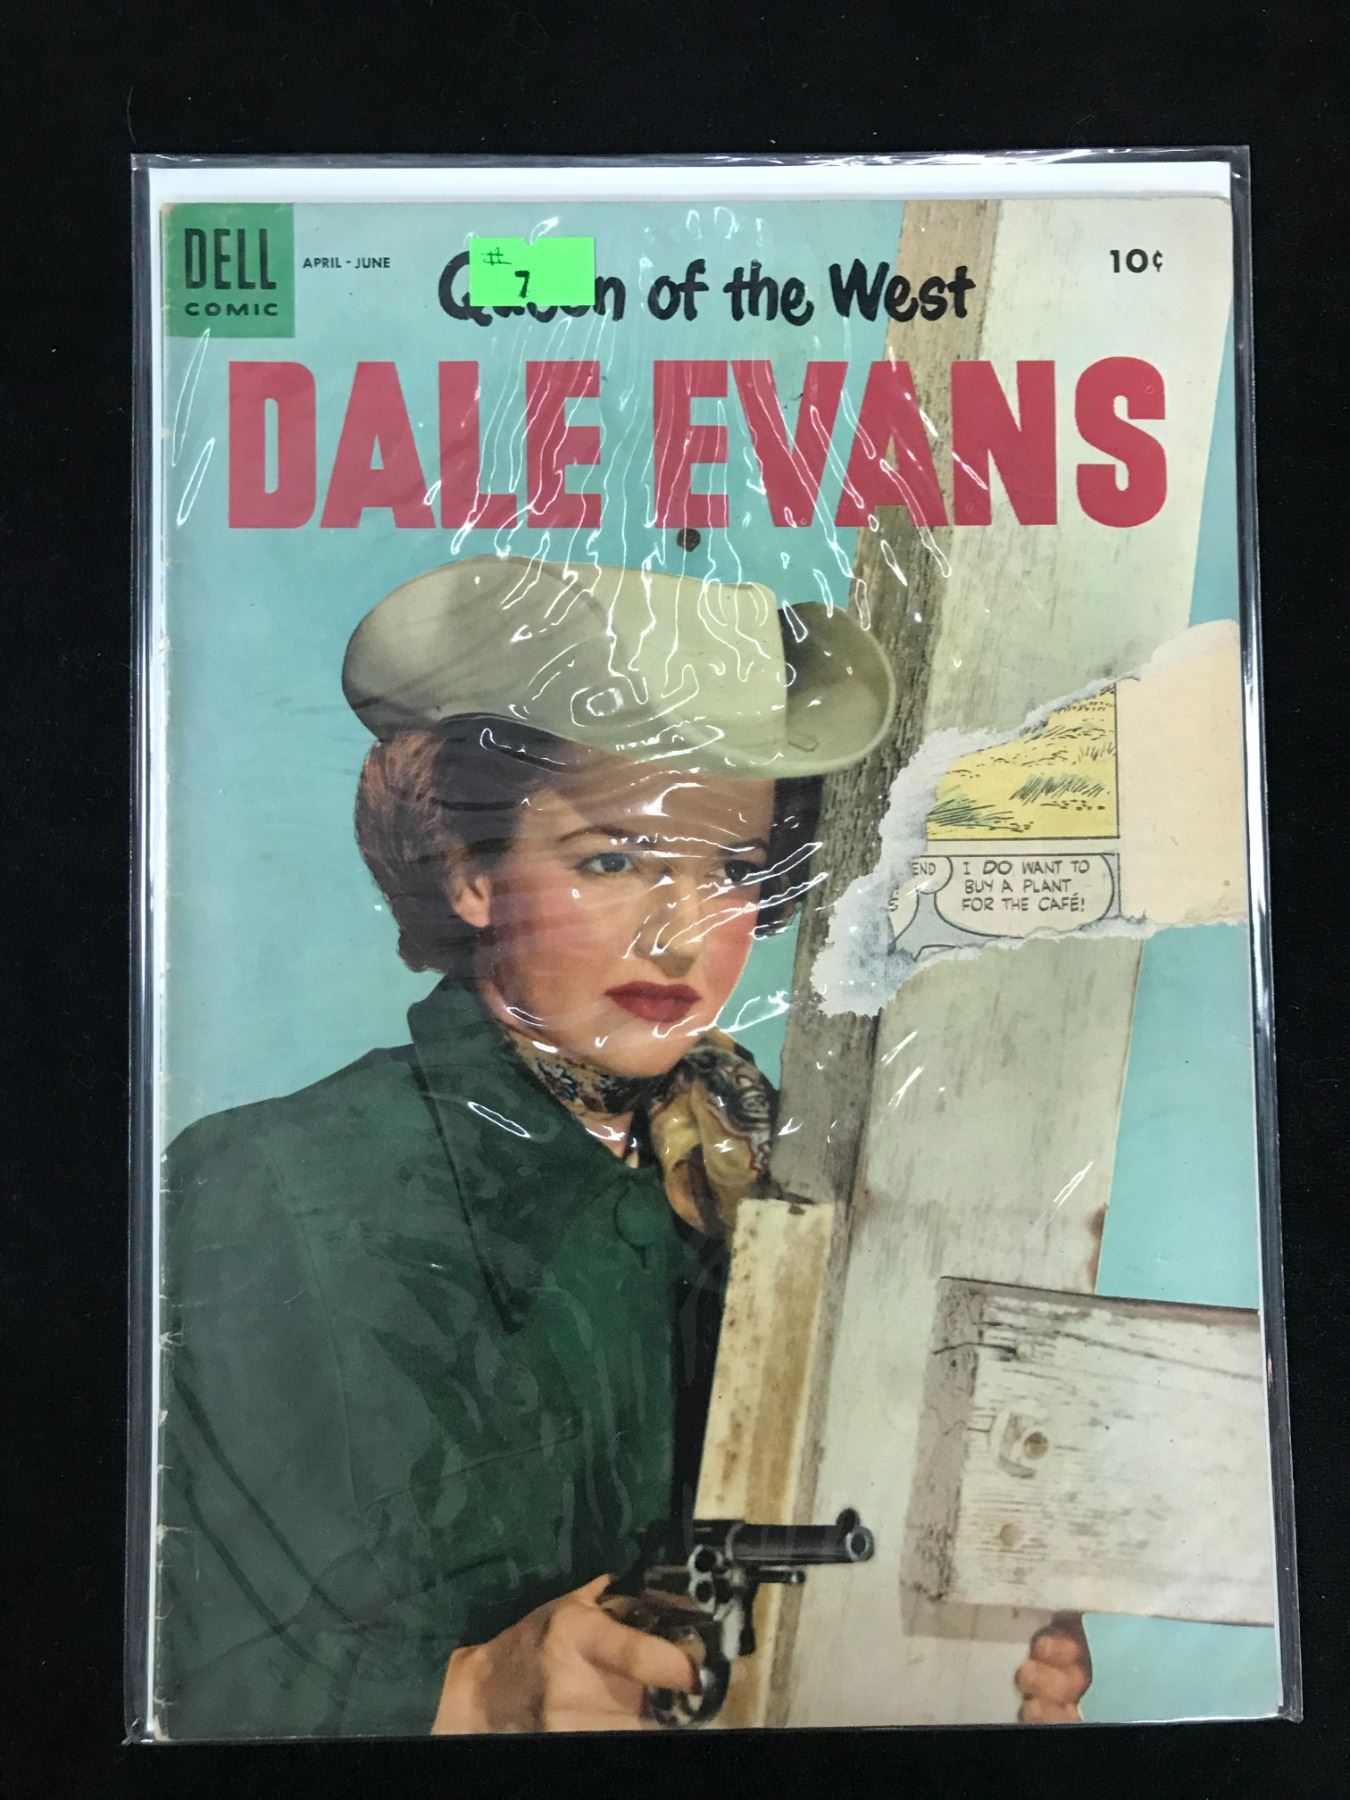 DELL
COMIC
APRIL - JUNE
# 7
of the West
10¢
DALE EVANS
END
S
I DO WANT TO
BUY A PLANT
FOR THE CAFÉ!